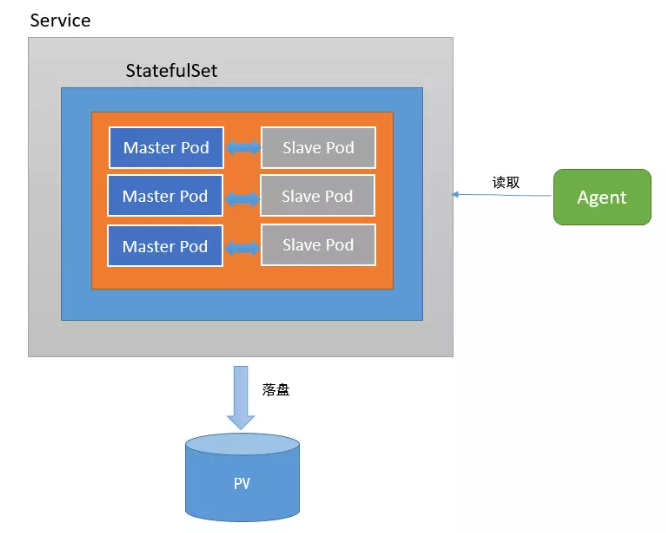 Service
StatefulSet
Master Pod
Slave Pod
Master Pod
Slave Pod
Master Pod
Slave Pod
读取
Agent
落盘
PV